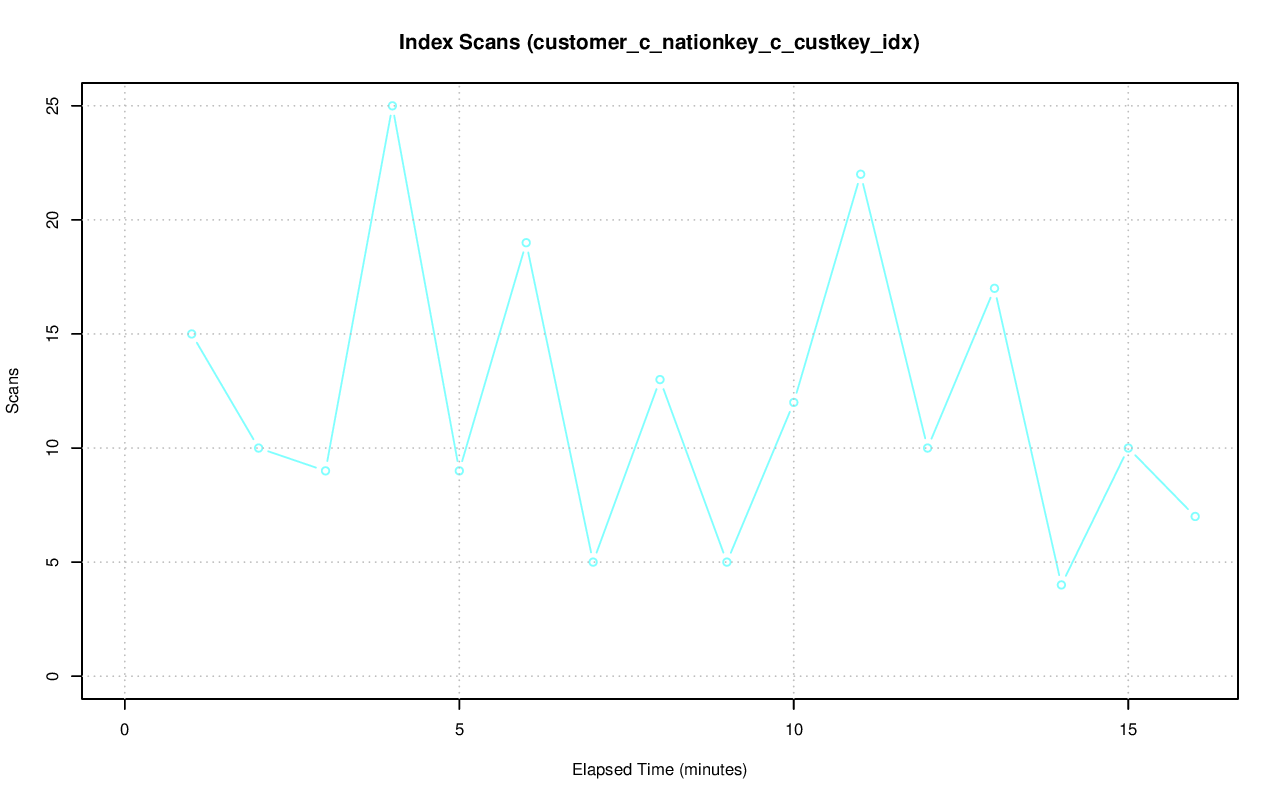 Index Scans (customer_c_nationkey_c_custkey_idx)
25
20
15
10
5
0
Scans
0 5 10 15
Elapsed Time (minutes)